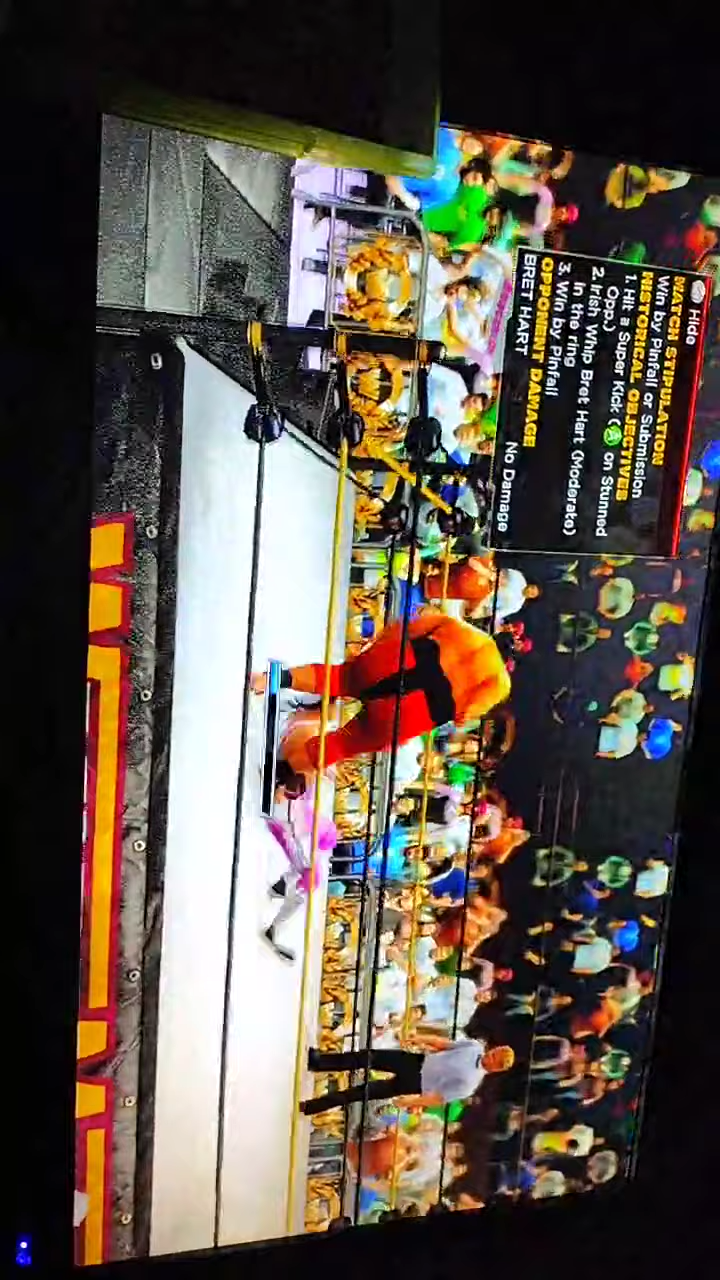 Hide
MATCH STIPULATION
Win by Pinfall or Submission
HISTORICAL OBJECTIVES
1. Hit a Super Kick (A on Stunned
Opp.)
2. Irish Whip Bret Hart (Moderate)
in the ring
3. Win by Pinfall
OPPONENT DAMAGE
BRET HART No Damage